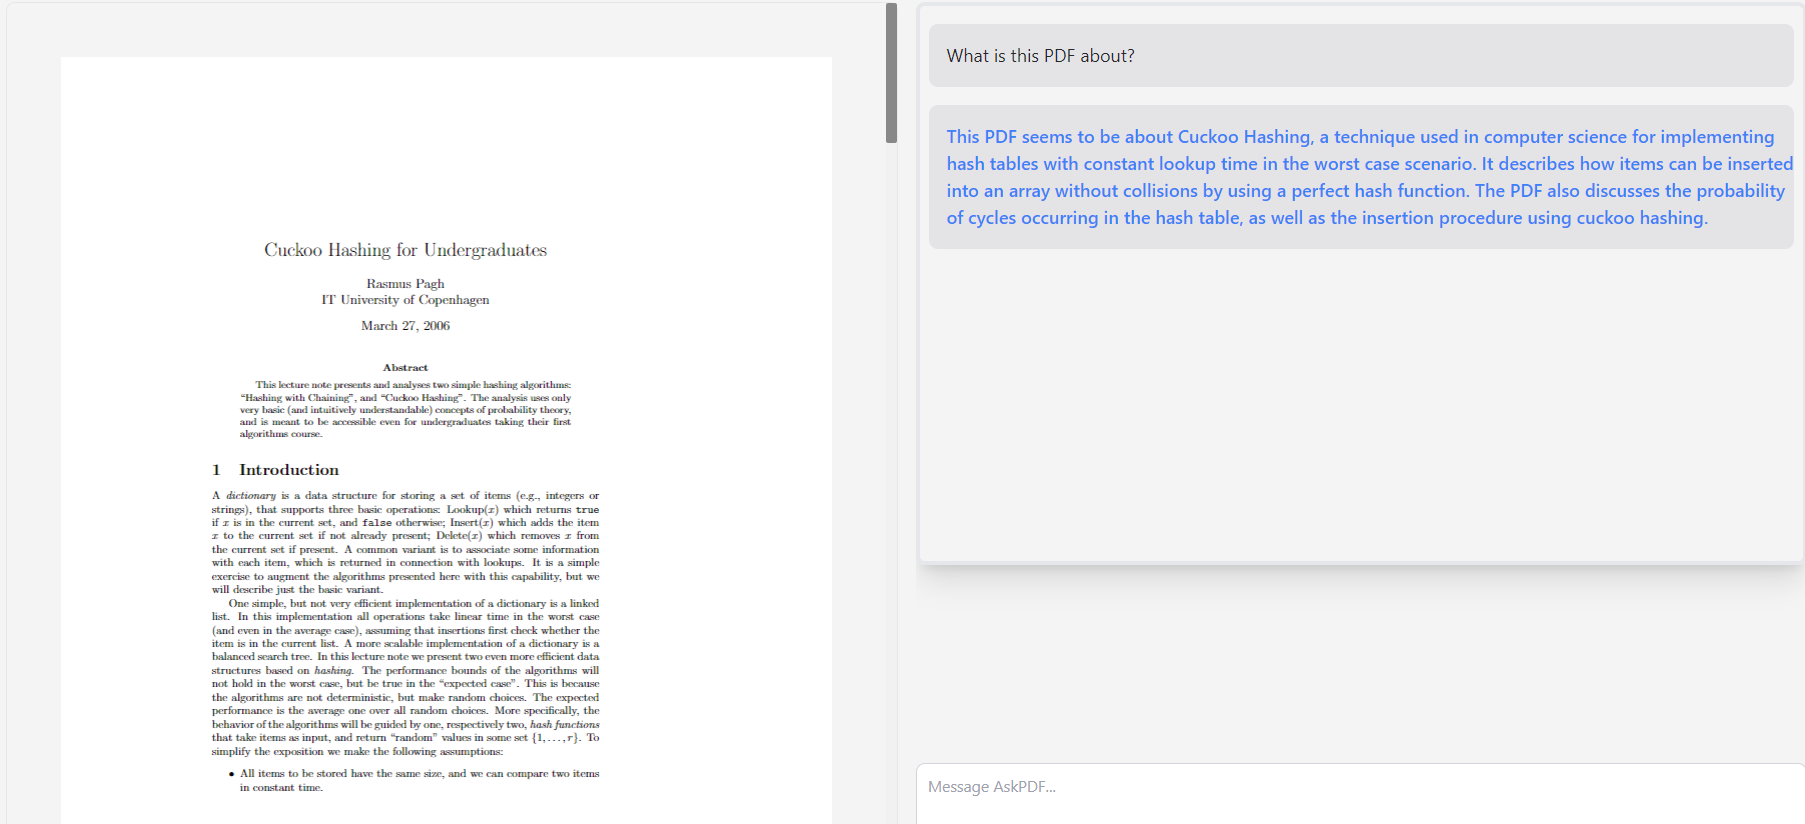 Cuckoo Hashing for Undergraduates
Rasmus Pagh
IT University of Copenhagen
March 27, 2006
Abstract
This lecture note presents and analyses two simple hashing algorithms:
“Hashing with Chaining”, and “Cuckoo Hashing”. The analysis uses only
very basic (and intuitively understandable) concepts of probability theory,
and is meant to be accessible even for undergraduates taking their first
algorithms course.
1 Introduction
A dictionary is a data structure for storing a set of items (e.g., integers or
strings), that supports three basic operations: Lookup(x) which returns true
if x is in the current set, and false otherwise; Insert(x) which adds the item
x to the current set if not already present; Delete(x) which removes x from
the current set if present. A common variant is to associate some information
with each item, which is returned in connection with lookups. It is a simple
exercise to augment the algorithms presented here with this capability, but we
will describe just the basic variant.
One simple, but not very efficient implementation of a dictionary is a linked
list. In this implementation all operations take linear time in the worst case
(and even in the average case), assuming that insertions first check whether the
item is in the current list. A more scalable implementation of a dictionary is a
balanced search tree. In this lecture note we present two even more efficient data
structures based on hashing. The performance bounds of the algorithms will
not hold in the worst case, but be true in the “expected case”. This is because
the algorithms are not deterministic, but make random choices. The expected
performance is the average one over all random choices. More specifically, the
behavior of the algorithms will be guided by one, respectively two, hash functions
that take items as input, and return “random” values in some set {1,...,r}. To
simplify the exposition we make the following assumptions:
• All items to be stored have the same size, and we can compare two items
in constant time.
What is this PDF about?
This PDF seems to be about Cuckoo Hashing, a technique used in computer science for implementing
hash tables with constant lookup time in the worst case scenario. It describes how items can be inserted
into an array without collisions by using a perfect hash function. The PDF also discusses the probability
of cycles occurring in the hash table, as well as the insertion procedure using cuckoo hashing.
Message AskPDF...